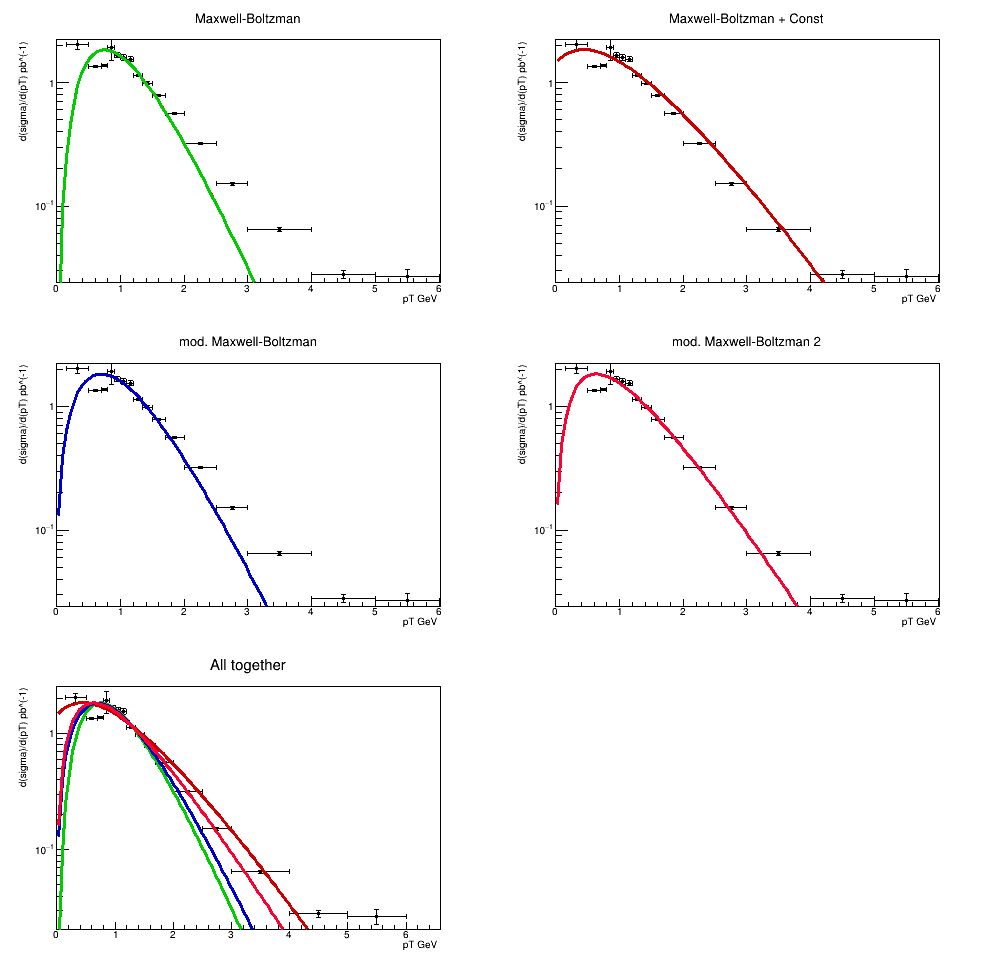 Maxwell-Boltzman
d(sigma)/d(pT) pb^(-1)
1
10⁻¹
0 1 2 3 4 5 6
pT GeV
Maxwell-Boltzman + Const
d(sigma)/d(pT) pb^(-1)
1
10⁻¹
0 1 2 3 4 5 6
pT GeV
mod. Maxwell-Boltzman
d(sigma)/d(pT) pb^(-1)
1
10⁻¹
0 1 2 3 4 5 6
pT GeV
mod. Maxwell-Boltzman 2
d(sigma)/d(pT) pb^(-1)
1
10⁻¹
0 1 2 3 4 5 6
pT GeV
All together
d(sigma)/d(pT) pb^(-1)
1
10⁻¹
0 1 2 3 4 5 6
pT GeV